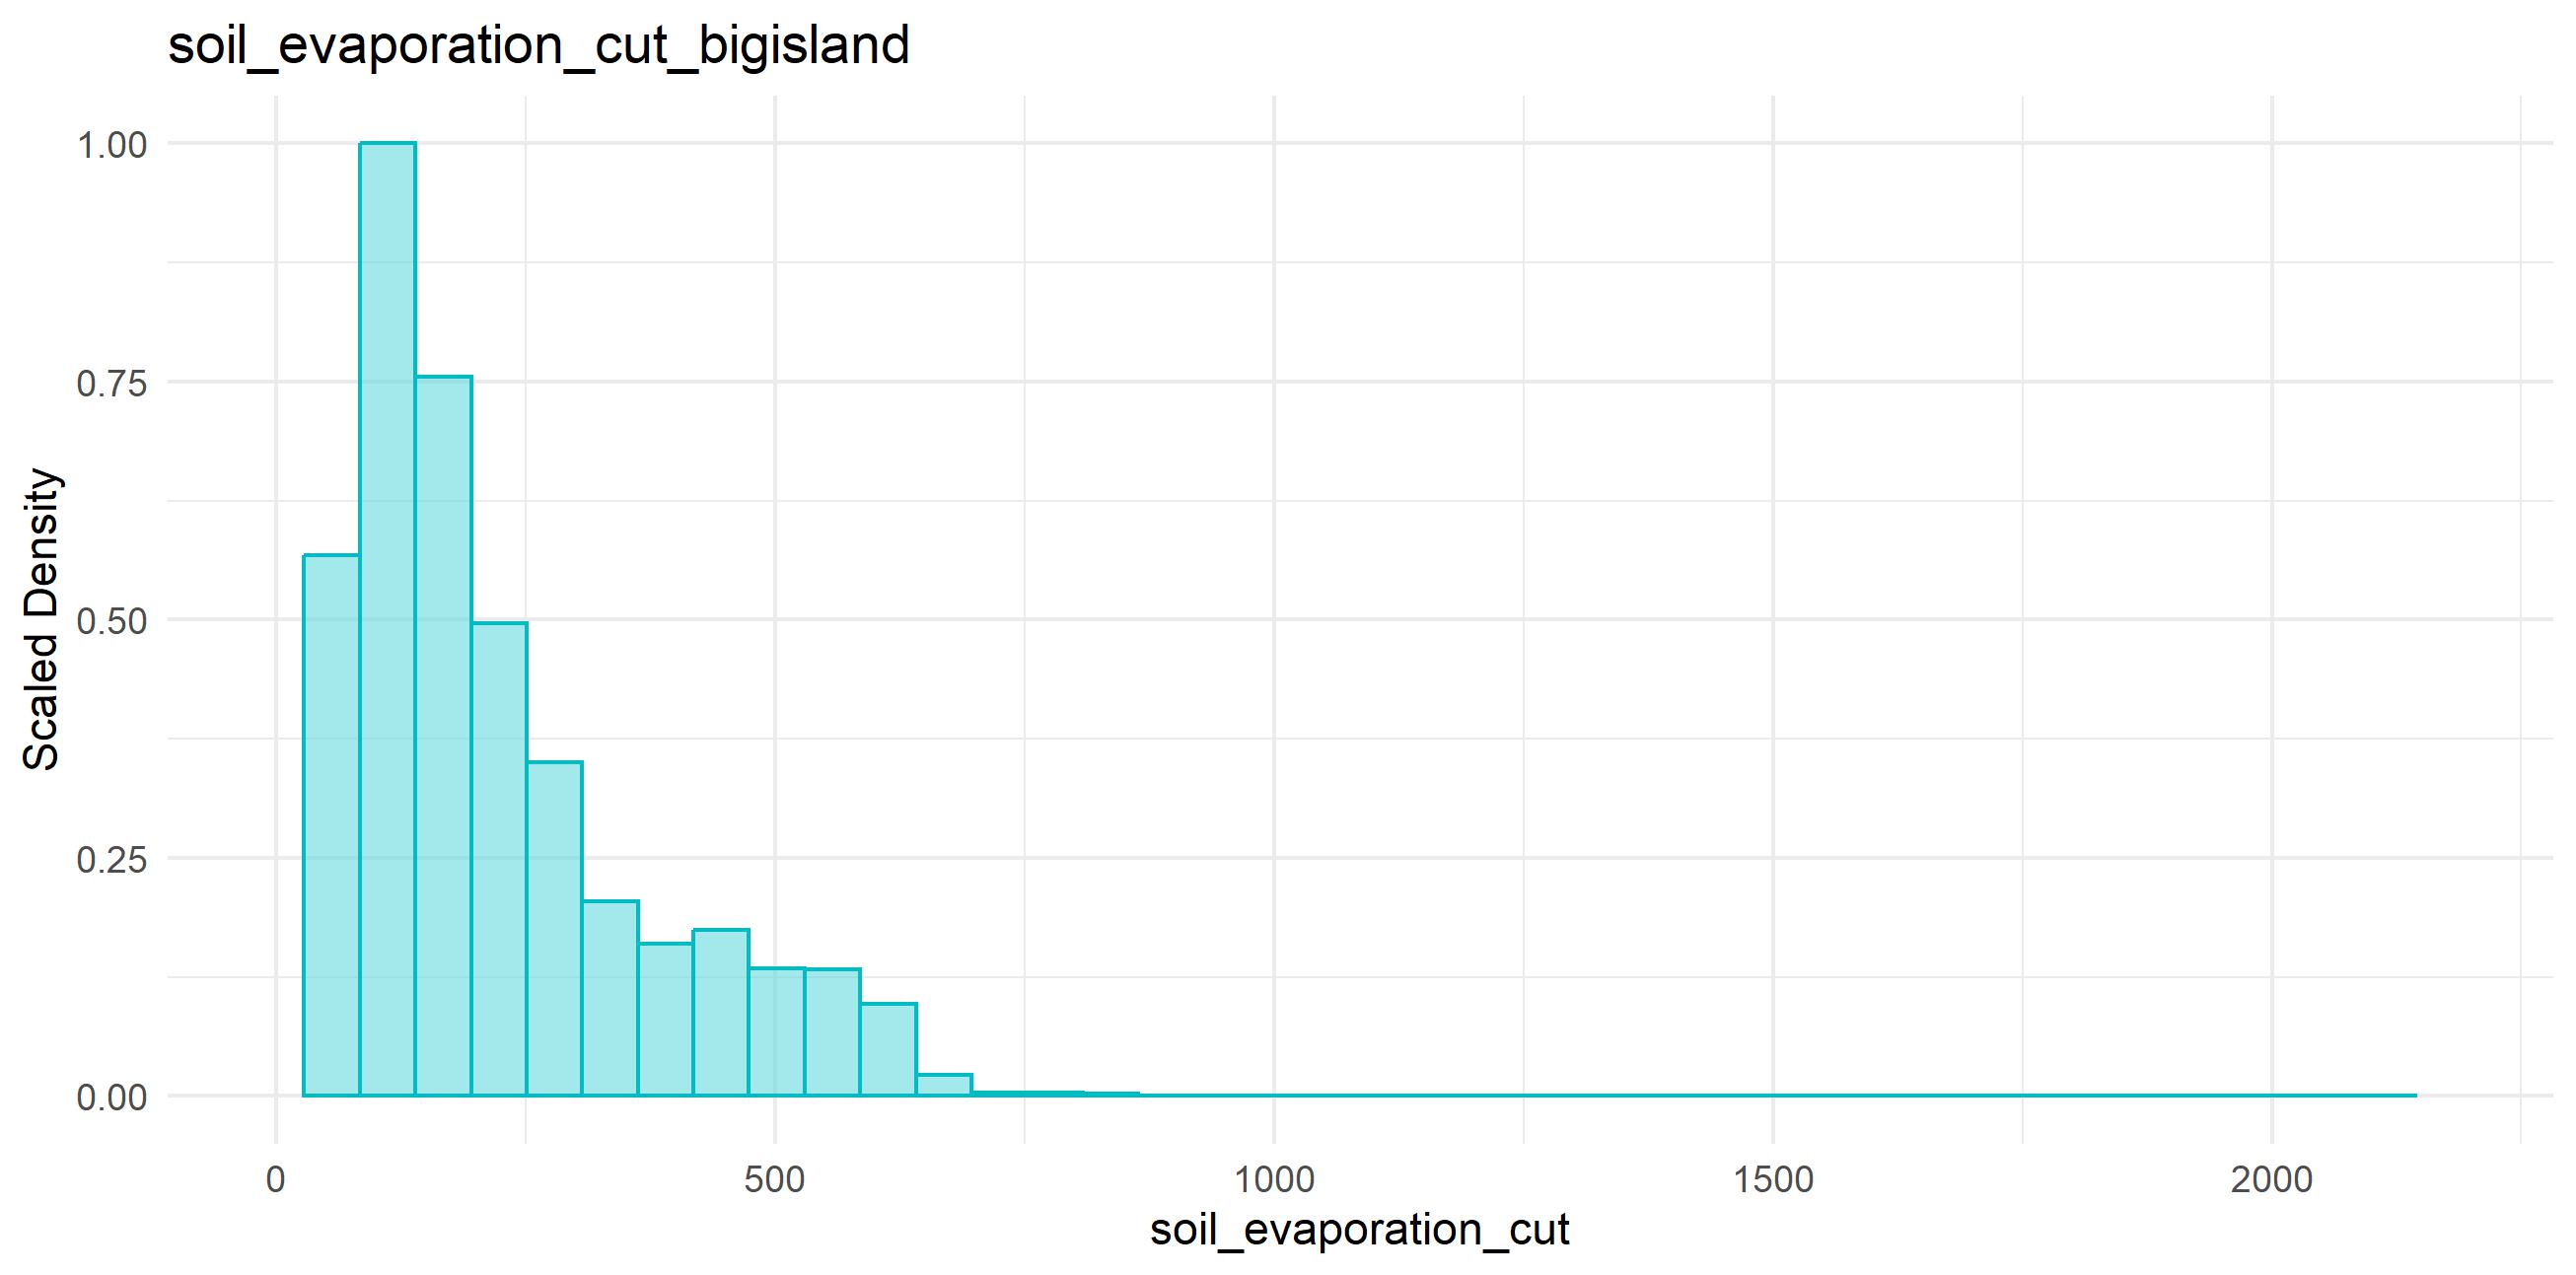 soil_evaporation_cut_bigisland
1.00
0.75
0.50
0.25
0.00
Scaled Density
0 500 1000 1500 2000
soil_evaporation_cut